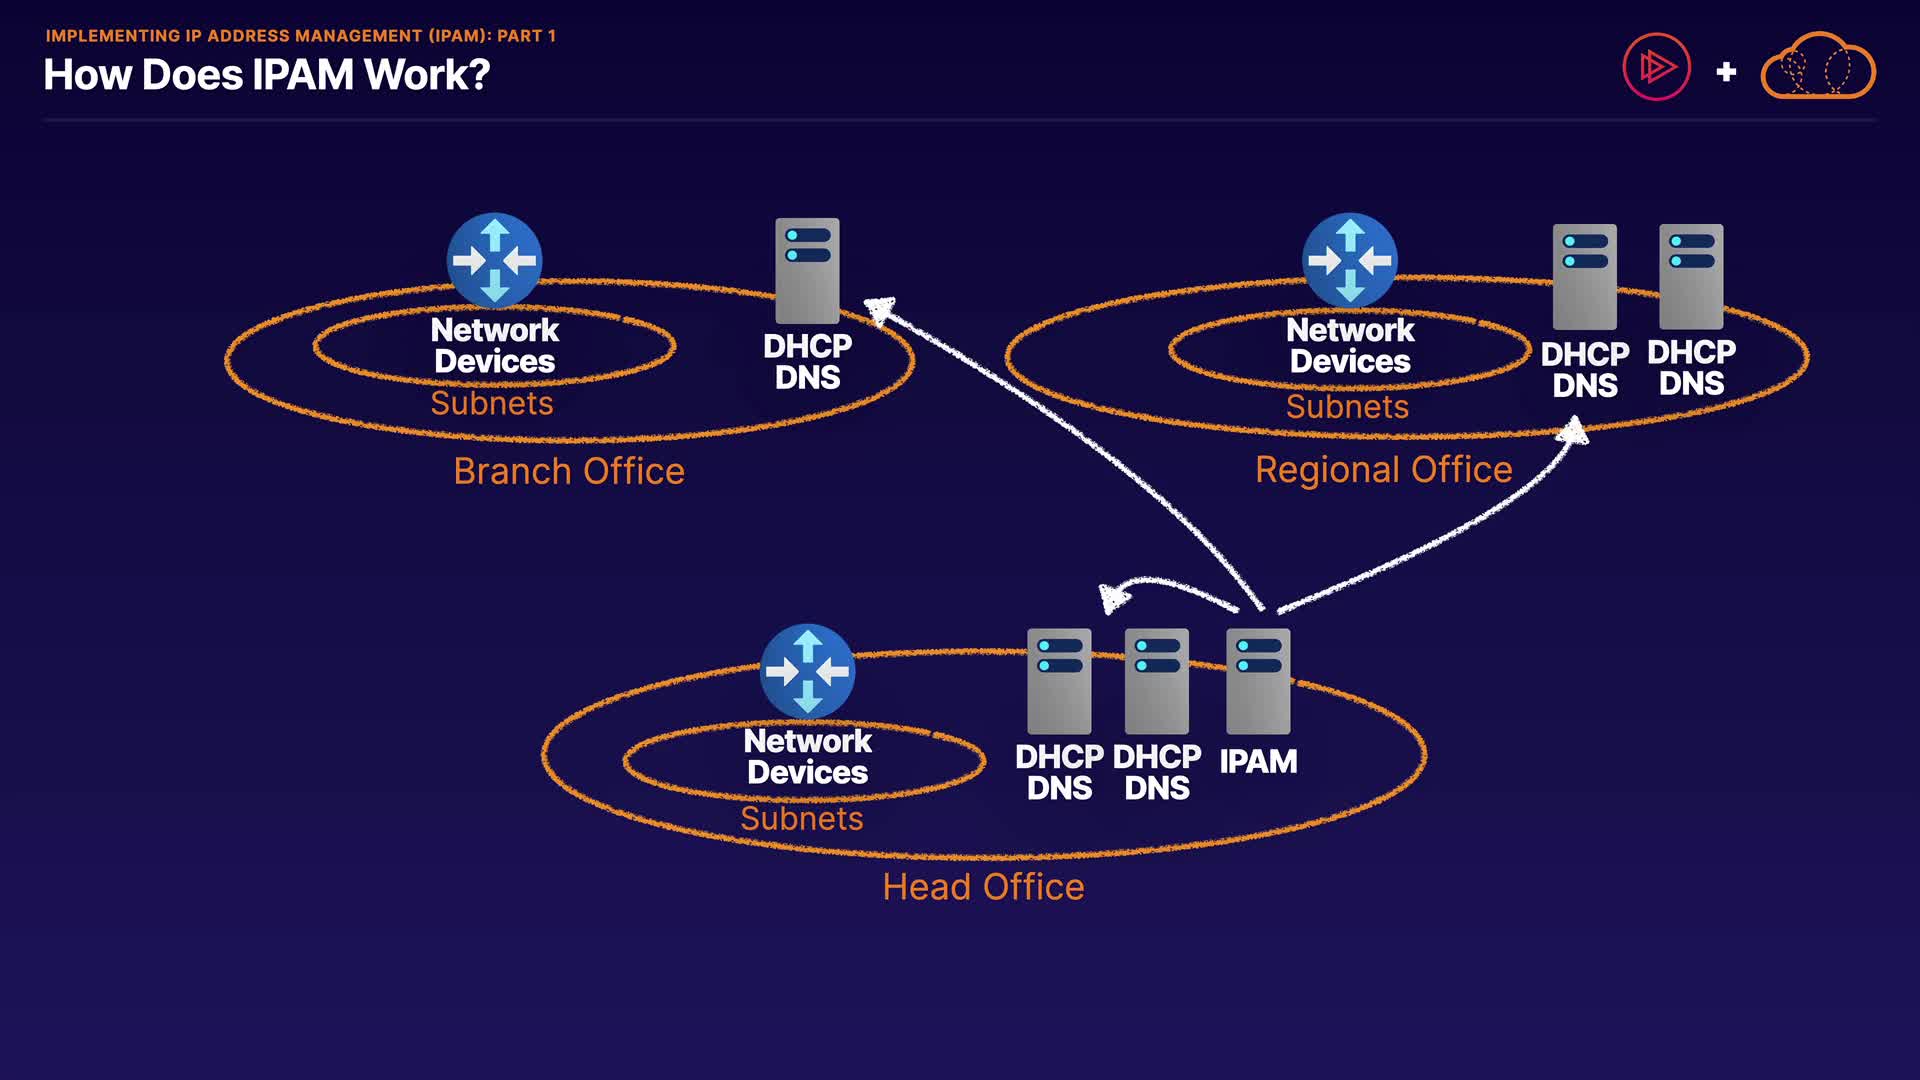 IMPLEMENTING IP ADDRESS MANAGEMENT (IPAM): PART 1
How Does IPAM Work?
Network
Devices
Subnets
DHCP
DNS
Branch Office
Network
Devices
Subnets
DHCP
DNS
DHCP
DNS
Regional Office
Network
Devices
Subnets
DHCP
DNS
DHCP
DNS
IPAM
Head Office